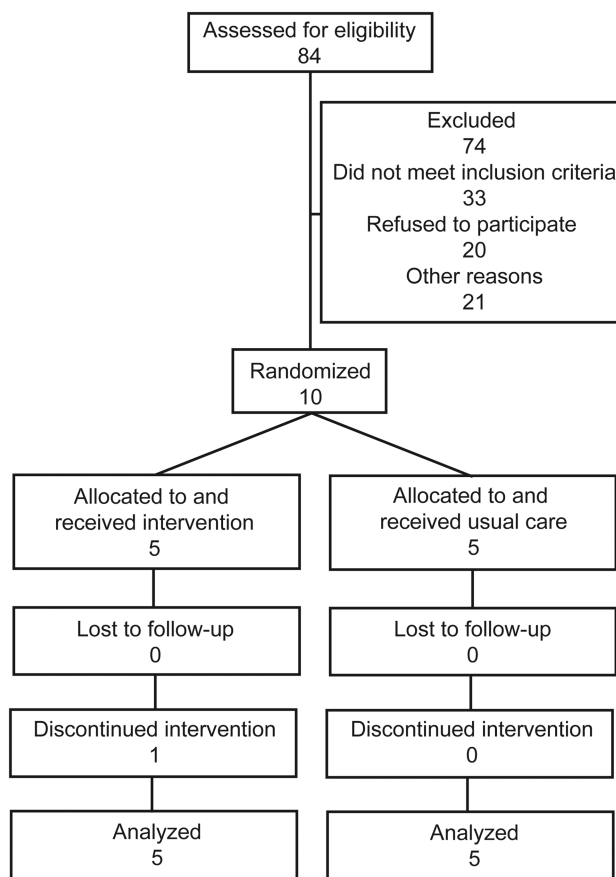 Assessed for eligibility
84
Excluded
74
Did not meet inclusion criteria
33
Refused to participate
20
Other reasons
21
Randomized
10
Allocated to and
received intervention
5
Lost to follow-up
0
Discontinued intervention
1
Analyzed
5
Allocated to and
received usual care
5
Lost to follow-up
0
Discontinued intervention
0
Analyzed
5